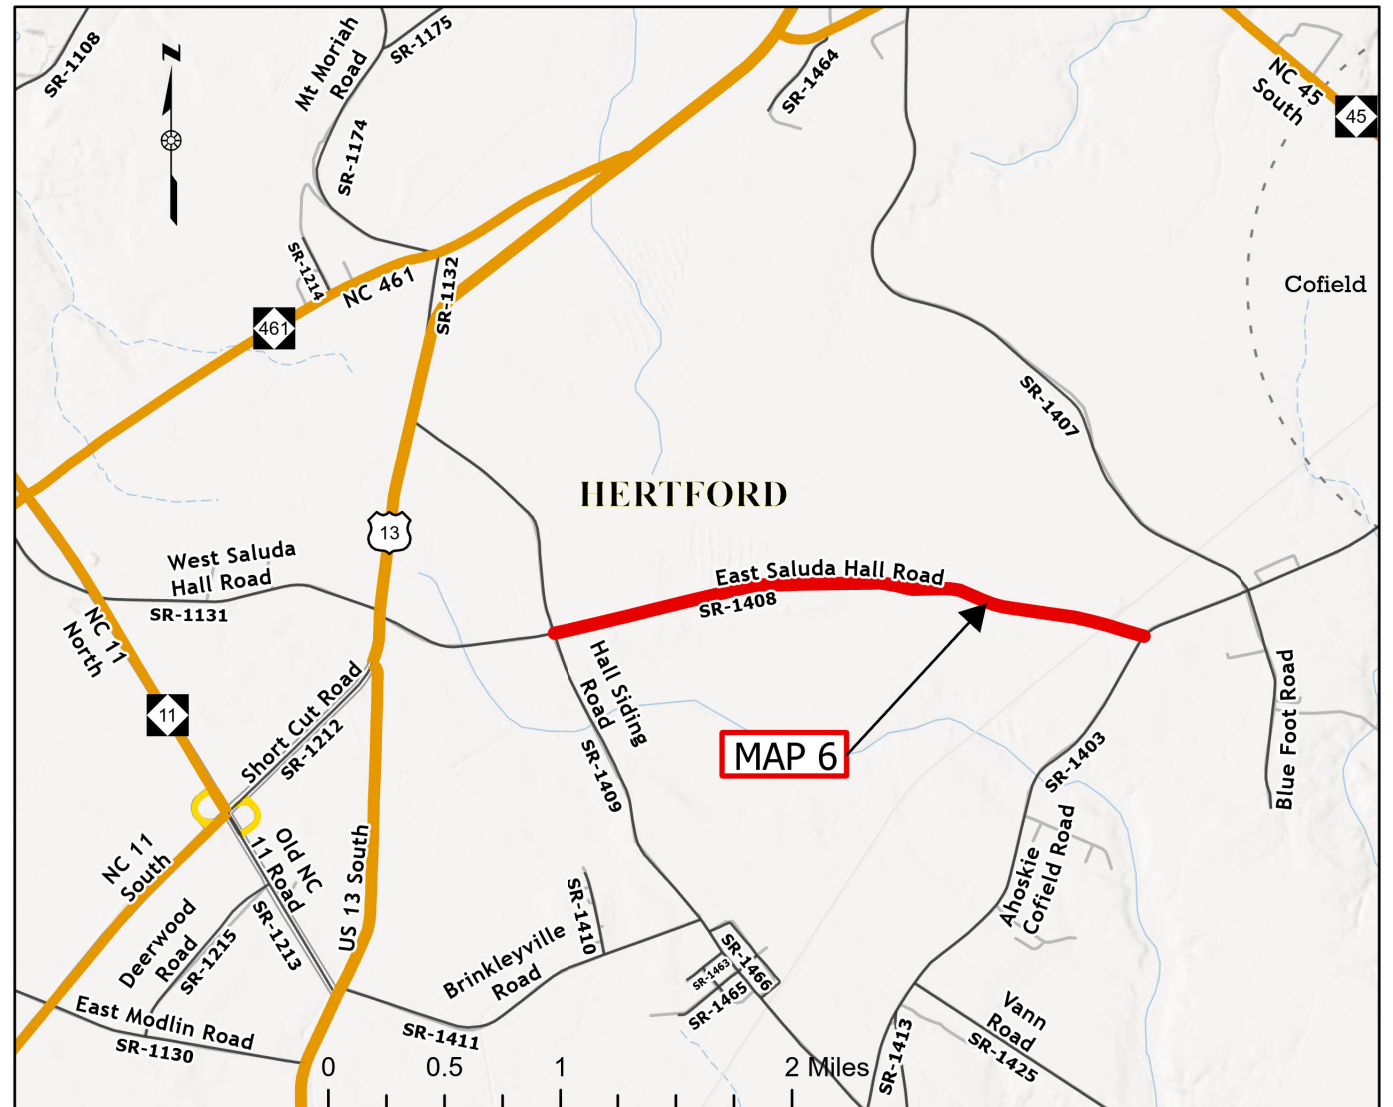 SR-1108
N
Mt Moriah
Road
SR-1175
SR-1174
SR-1464
NC 45
South
45
SR-1214
NC 461
SR-1132
461
Cofield
SR-1407
HERTFORD
13
West Saluda
Hall Road
SR-1131
East Saluda Hall Road
SR-1408
NC 11
North
11
Short Cut Road
SR-1212
Hall Siding
Road
SR-1409
MAP 6
SR-1403
Blue Foot Road
NC 11
South
Old NC
11 Road
SR-1213
US 13 South
Deerwood
Road
SR-1215
Ahoskie
Cofield Road
SR-1410
Brinkleyville
Road
SR-1466
SR-1463
SR-1465
East Modlin Road
SR-1130
SR-1411
Vann
Road
SR-1425
SR-1413
0 0.5 1 2 Miles